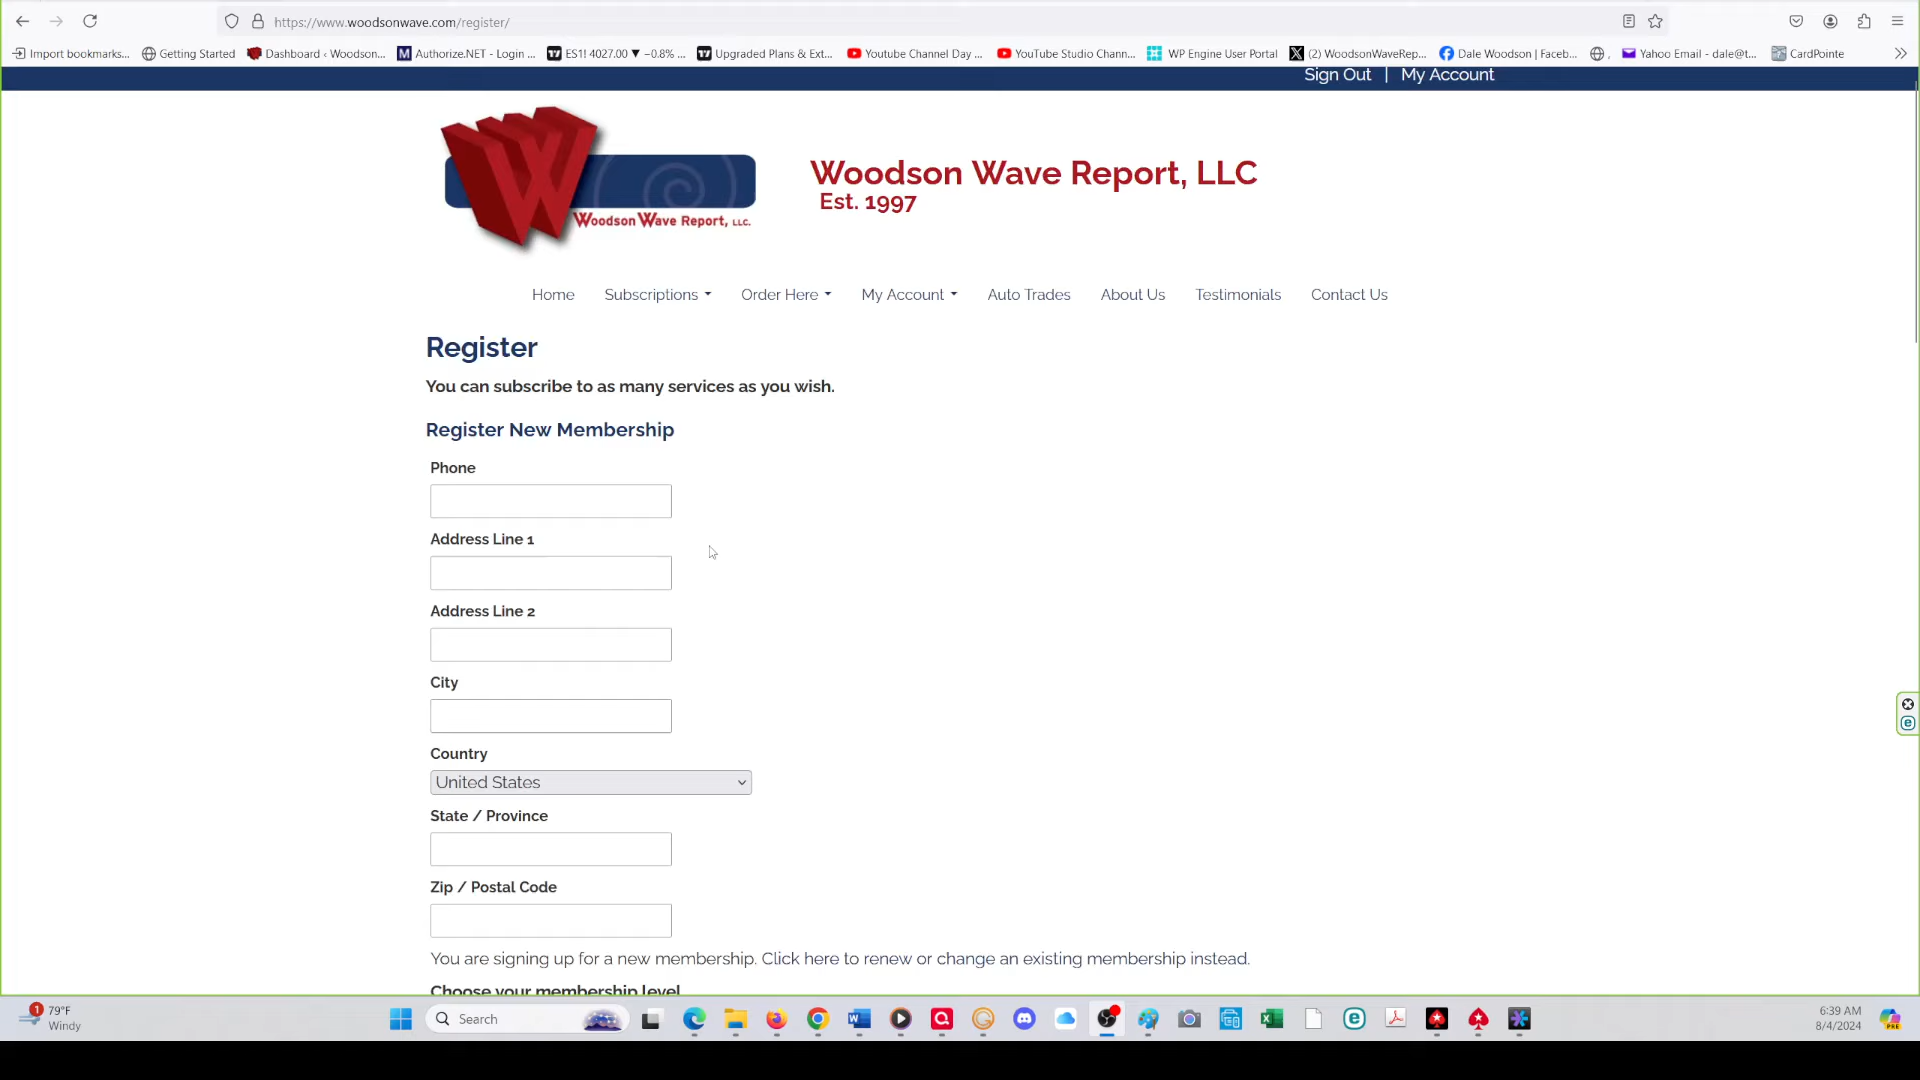 https://www.woodsonwave.com/register/
Import bookmarks... Getting Started Dashboard ‹ Woodson... Authorize.NET - Login ... ES1! 4027.00 ▼ −0.8% ... Upgraded Plans & Ext... Youtube Channel Day ... YouTube Studio Chann... WP Engine User Portal (2) WoodsonWaveRep... Dale Woodson | Faceb... , Yahoo Email - dale@t... CardPointe
Sign Out | My Account
Woodson Wave Report, LLC.
Woodson Wave Report, LLC
Est. 1997
Home Subscriptions Order Here My Account Auto Trades About Us Testimonials Contact Us
Register
You can subscribe to as many services as you wish.
Register New Membership
Phone
Address Line 1
Address Line 2
City
Country
United States
State / Province
Zip / Postal Code
You are signing up for a new membership. Click here to renew or change an existing membership instead.
Choose your membership level
1
79°F
Windy
Search
6:39 AM
8/4/2024